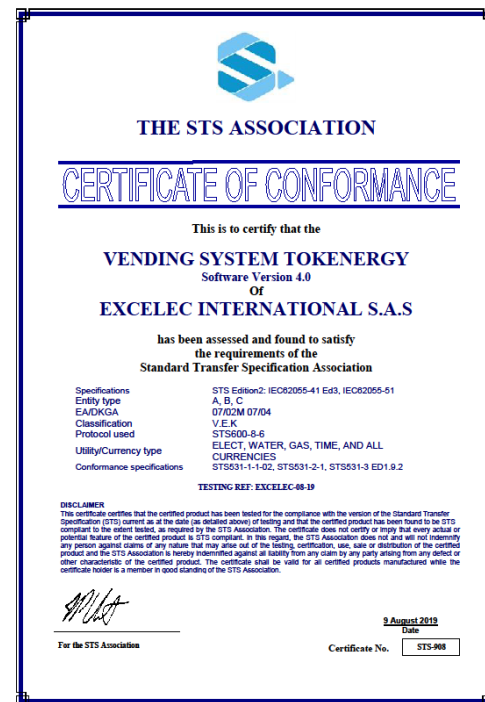 THE STS ASSOCIATION
CERTIFICATE OF CONFORMANCE
This is to certify that the
VENDING SYSTEM TOKENERGY
Software Version 4.0
Of
EXCELEC INTERNATIONAL S.A.S
has been assessed and found to satisfy
the requirements of the
Standard Transfer Specification Association
Specifications STS Edition2: IEC62055-41 Ed3, IEC62055-51
Entity type A, B, C
EA/DKGA 07/02M 07/04
Classification V.E.K
Protocol used STS600-8-6
Utility/Currency type ELECT, WATER, GAS, TIME, AND ALL
CURRENCIES
Conformance specifications STS531-1-1-02, STS531-2-1, STS531-3 ED1.9.2
TESTING REF: EXCELEC-08-19
DISCLAIMER
This certificate certifies that the certified product has been tested for the compliance with the version of the Standard Transfer
Specification (STS) current as at the date (as detailed above) of testing and that the certified product has been found to be STS
compliant to the extent tested, as required by the STS Association. The certificate does not certify or imply that every actual or
potential feature of the certified product is STS compliant. In this regard, the STS Association does not and will not indemnify
any person against claims of any nature that may arise out of the testing, certification, use, sale or distribution of the certified
product and the STS Association is hereby indemnified against all liability from any claim by any party arising from any defect or
other characteristic of the certified product. The certificate shall be valid for all certified products manufactured while the
certificate holder is a member in good standing of the STS Association.
9 August 2019
Date
For the STS Association
Certificate No. STS-908